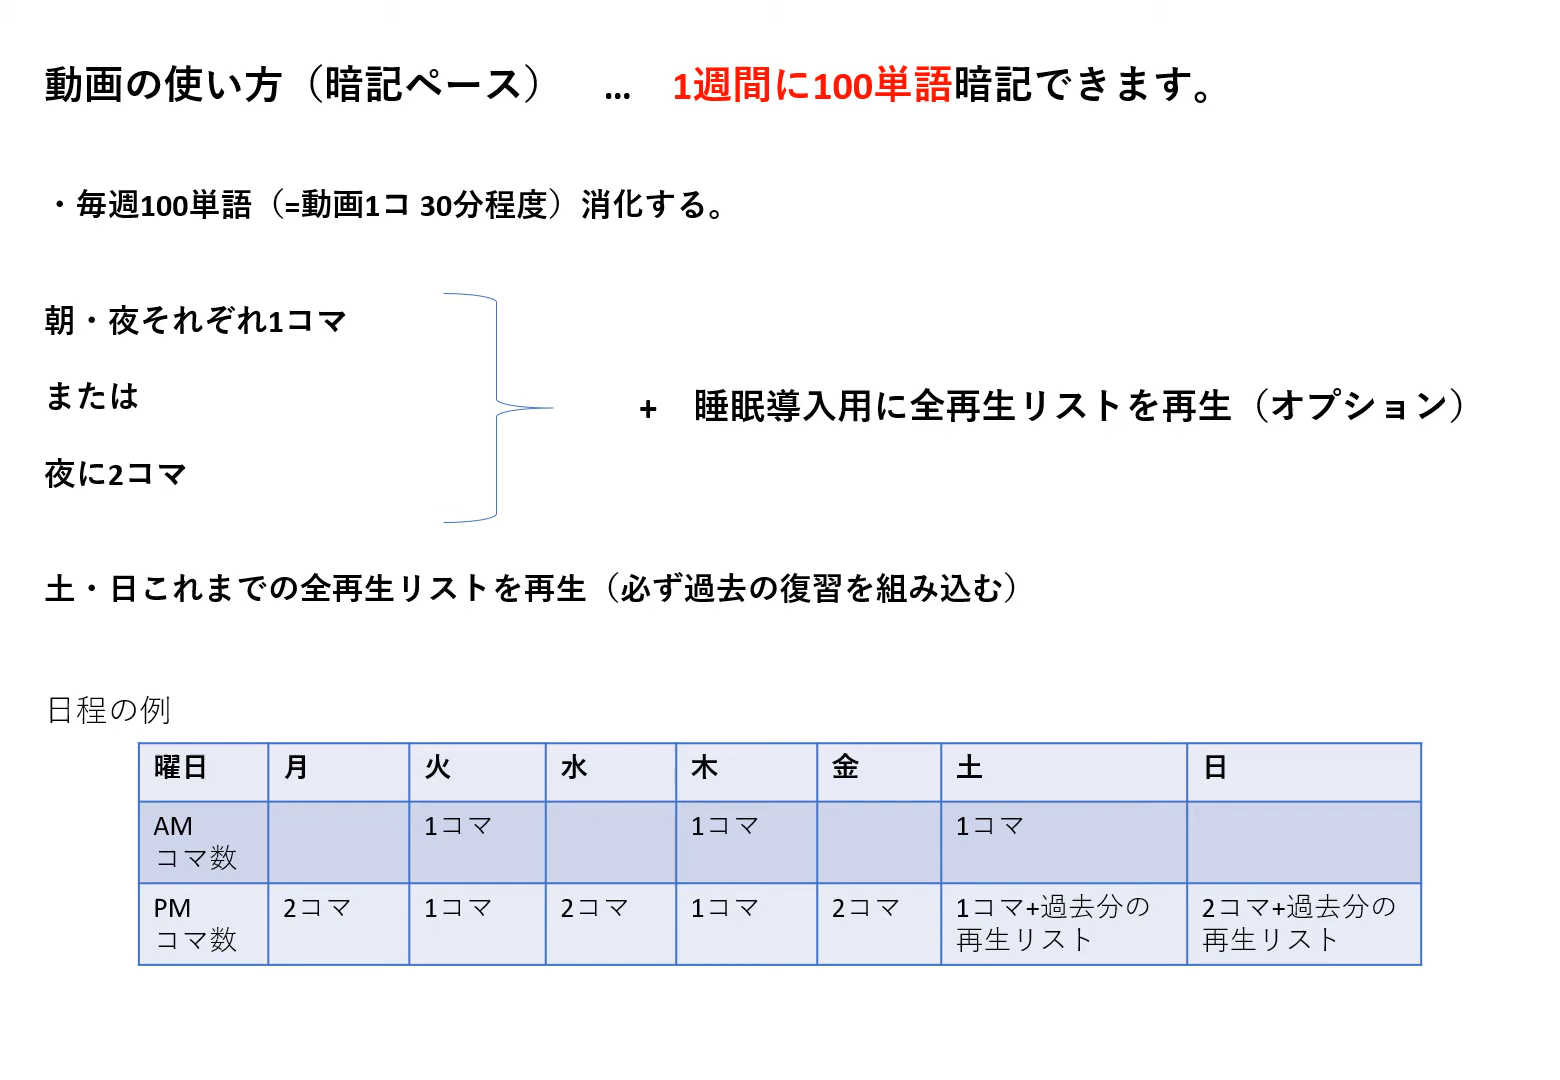 動画の使い方（暗記ペース）　…　1週間に100単語暗記できます。
・毎週100単語（=動画1コ 30分程度）消化する。
朝・夜それぞれ1コマ
または
夜に2コマ
+　睡眠導入用に全再生リストを再生（オプション）
土・日これまでの全再生リストを再生（必ず過去の復習を組み込む）
日程の例
曜日 月 火 水 木 金 土 日
AM
コマ数 1コマ 1コマ 1コマ
PM
コマ数 2コマ 1コマ 2コマ 1コマ 2コマ 1コマ+過去分の
再生リスト 2コマ+過去分の
再生リスト